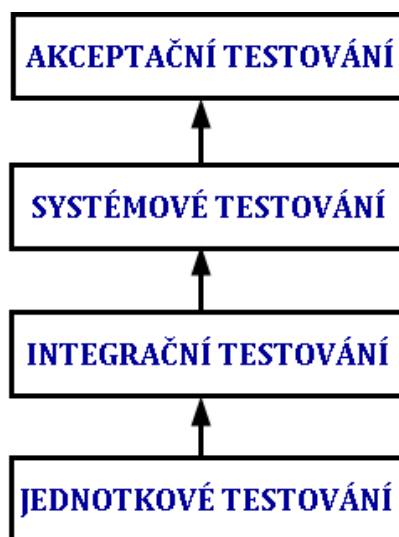 AKCEPTAČNÍ TESTOVÁNÍ
SYSTÉMOVÉ TESTOVÁNÍ
INTEGRAČNÍ TESTOVÁNÍ
JEDNOTKOVÉ TESTOVÁNÍ